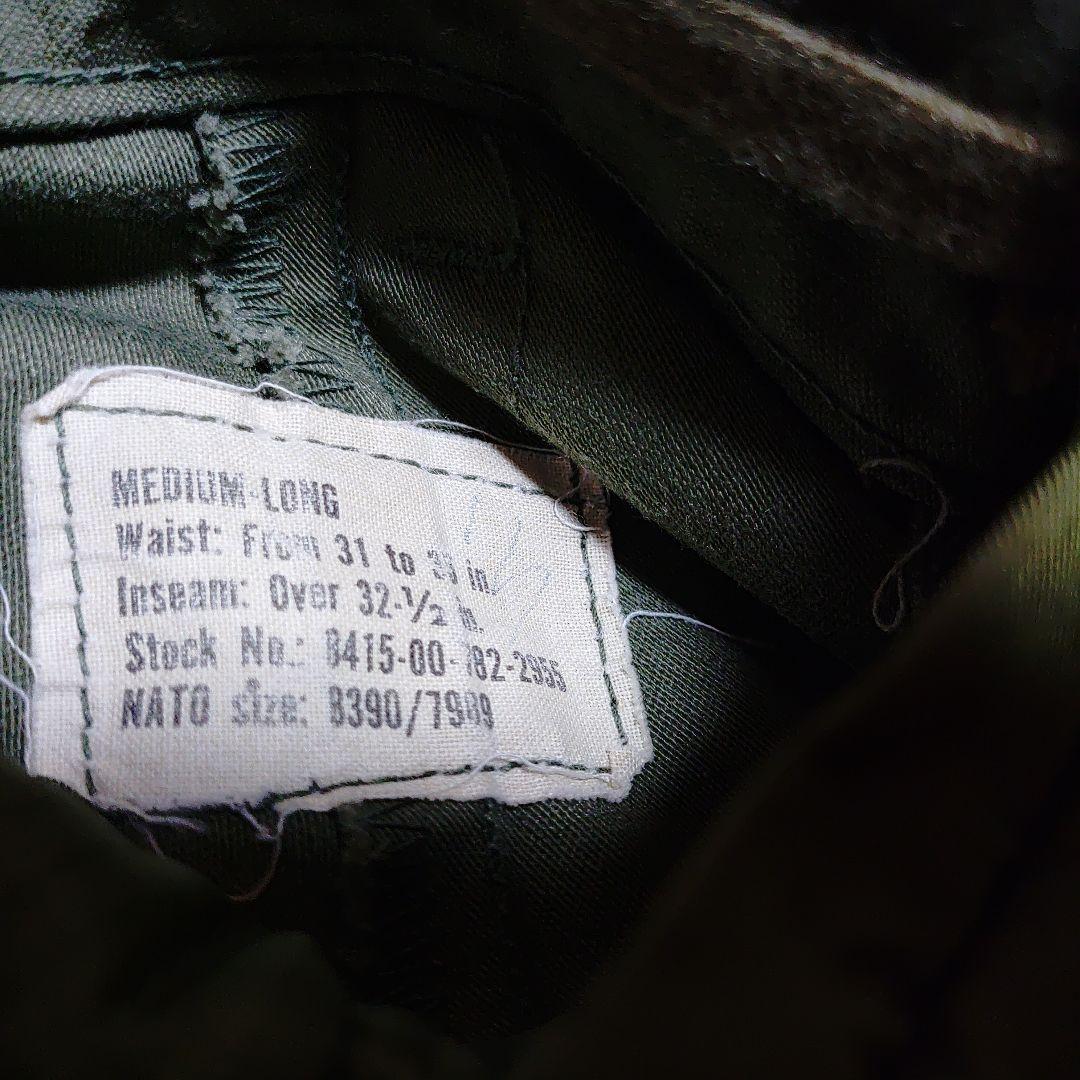 MEDIUM-LONG
Waist: From 31 to in.
Inseam: Over 32-½ in.
Stock No.: 8415-00-782-2955
NATO size: 8390/7989